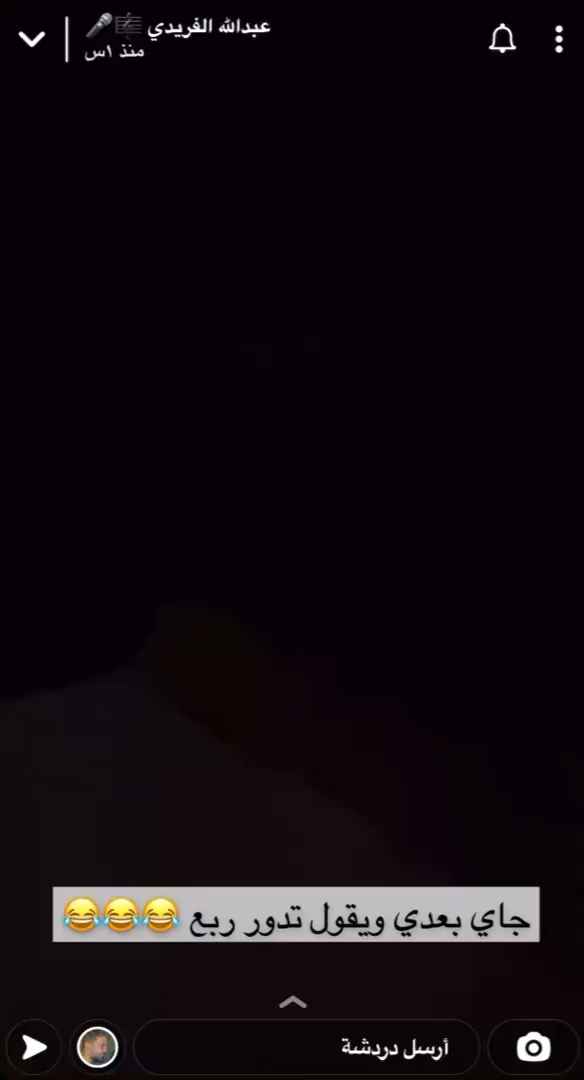 عبدالله الفريدي 🎼🎤
منذ ١س
جاي بعدي ويقول تدور ربع 😂😂😂
أرسل دردشة